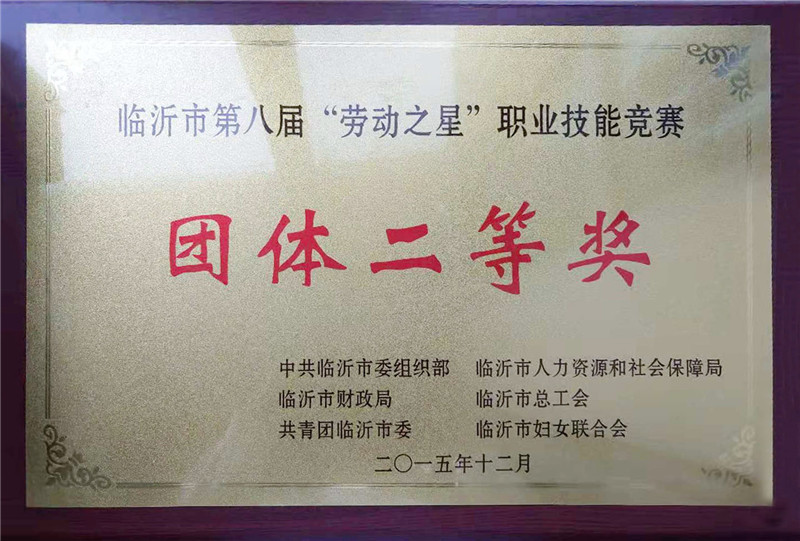 临沂市第八届“劳动之星”职业技能竞赛
团体二等奖
中共临沂市委组织部 临沂市人力资源和社会保障局
临沂市财政局 临沂市总工会
共青团临沂市委 临沂市妇女联合会
二〇一五年十二月